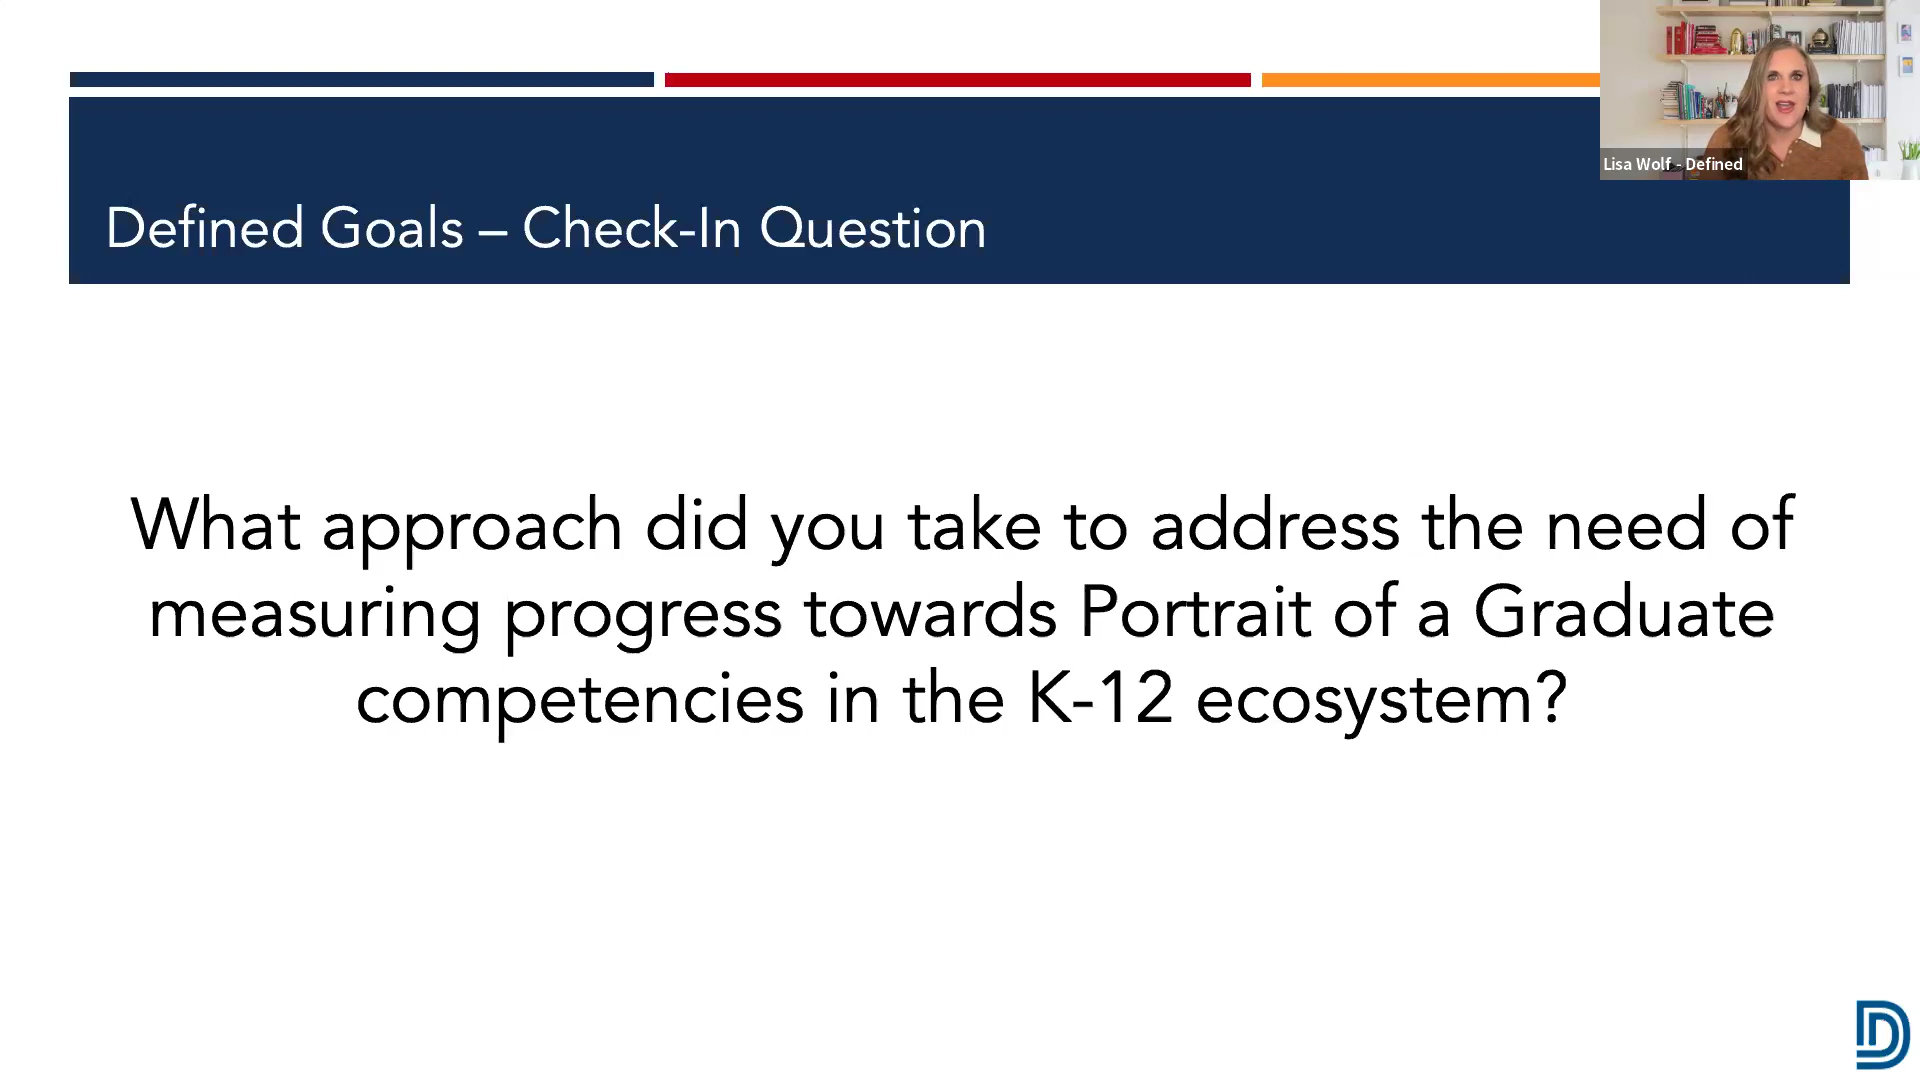 Lisa Wolf - Defined
Defined Goals – Check-In Question
What approach did you take to address the need of
measuring progress towards Portrait of a Graduate
competencies in the K-12 ecosystem?